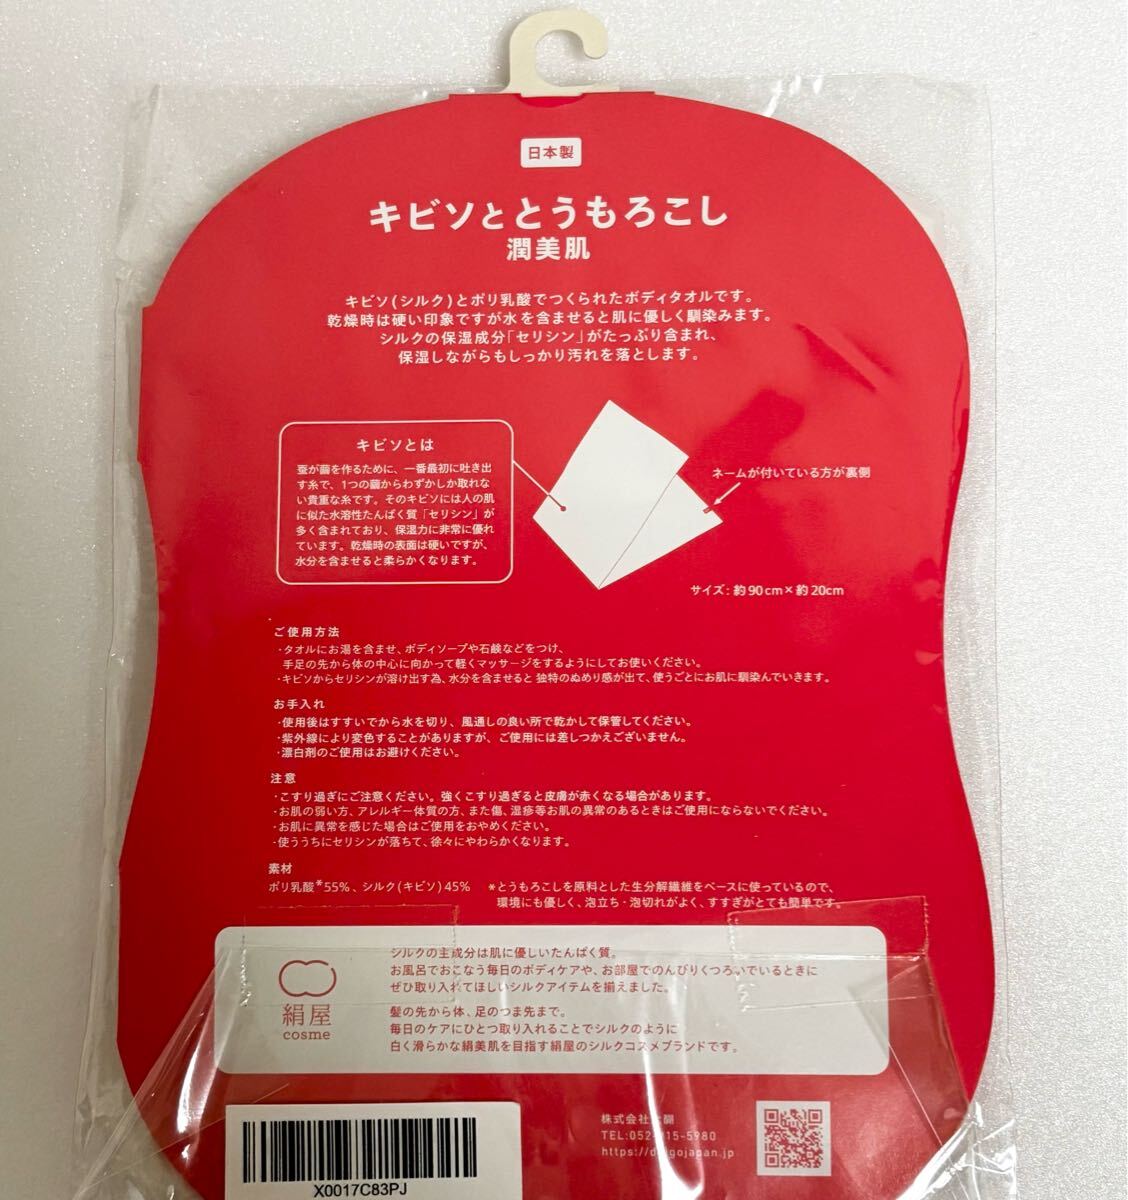 日本製
キビソととうもろこし
潤美肌
キビソ(シルク)とポリ乳酸でつくられたボディタオルです。
乾燥時は硬い印象ですが水を含ませると肌に優しく馴染みます。
シルクの保湿成分「セリシン」がたっぷり含まれ、
保湿しながらもしっかり汚れを落とします。
キビソとは
蚕が繭を作るために、一番最初に吐き出
す糸で、1つの繭からわずかしか取れな
い貴重な糸です。そのキビソには人の肌
に似た水溶性たんぱく質「セリシン」が
多く含まれており、保湿力に非常に優れ
ています。乾燥時の表面は硬いですが、
水分を含ませると柔らかくなります。
ネームが付いている方が裏側
サイズ: 約90cm×約20cm
ご使用方法
・タオルにお湯を含ませ、ボディソープや石鹸などをつけ、
手足の先から体の中心に向かって軽くマッサージをするようにしてお使いください。
・キビソからセリシンが溶け出す為、水分を含ませると 独特のぬめり感が出て、使うごとにお肌に馴染んでいきます。
お手入れ
・使用後はすすいでから水を切り、風通しの良い所で乾かして保管してください。
・紫外線により変色することがありますが、ご使用には差しつかえございません。
・漂白剤のご使用はお避けください。
注意
・こすり過ぎにご注意ください。強くこすり過ぎると皮膚が赤くなる場合があります。
・お肌の弱い方、アレルギー体質の方、また傷、湿疹等お肌の異常のあるときはご使用にならないでください。
・お肌に異常を感じた場合はご使用をおやめください。
・使ううちにセリシンが落ちて、徐々にやわらかくなります。
素材
ポリ乳酸*55%、シルク(キビソ)45% *とうもろこしを原料とした生分解繊維をベースに使っているので、
環境にも優しく、泡立ち・泡切れがよく、すすぎがとても簡単です。
絹屋
cosme
シルクの主成分は肌に優しいたんぱく質。
お風呂でおこなう毎日のボディケアや、お部屋でのんびりくつろいでいるときに
ぜひ取り入れてほしいシルクアイテムを揃えました。
髪の先から体、足のつま先まで。
毎日のケアにひとつ取り入れることでシルクのように
白く滑らかな絹美肌を目指す絹屋のシルクコスメブランドです。
株式会社 醐
TEL:052- 15-5980
gojapan.jp
X0017C83PJ